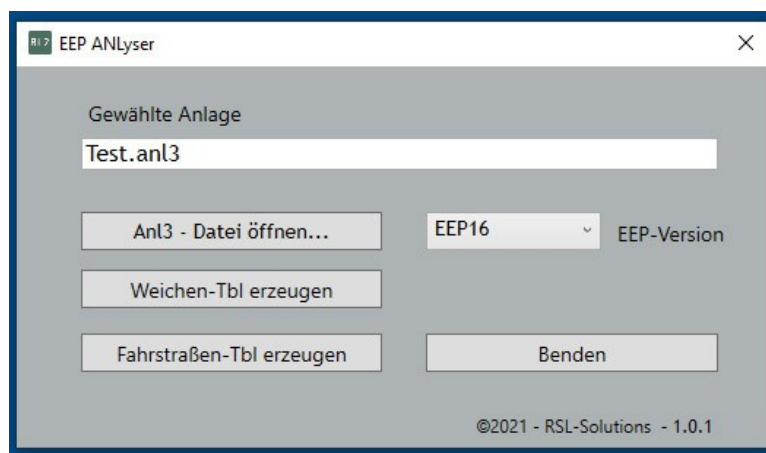 EEP ANLyser
Gewählte Anlage
Test.anl3
Anl3 - Datei öffnen...
EEP16
EEP-Version
Weichen-Tbl erzeugen
Fahrstraßen-Tbl erzeugen
Benden
©2021 - RSL-Solutions - 1.0.1